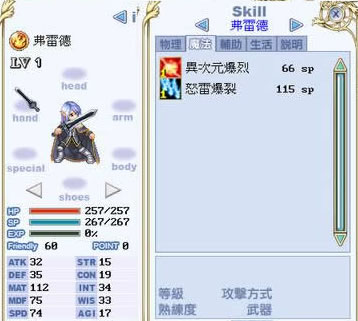 弗雷德
LV 1
head
hand
arm
special
body
shoes
HP 257/257
SP 267/267
EXP 0%
Friendly 60 POINT 0
ATK 32 STR 15
DEF 35 CON 19
MAT 112 INT 34
MDF 75 WIS 33
SPD 74 AGI 17
Skill
弗雷德
物理 魔法 輔助 生活 説明
異次元爆烈 66 sp
怒雷爆裂 115 sp
等級 攻擊方式
熟練度 武器